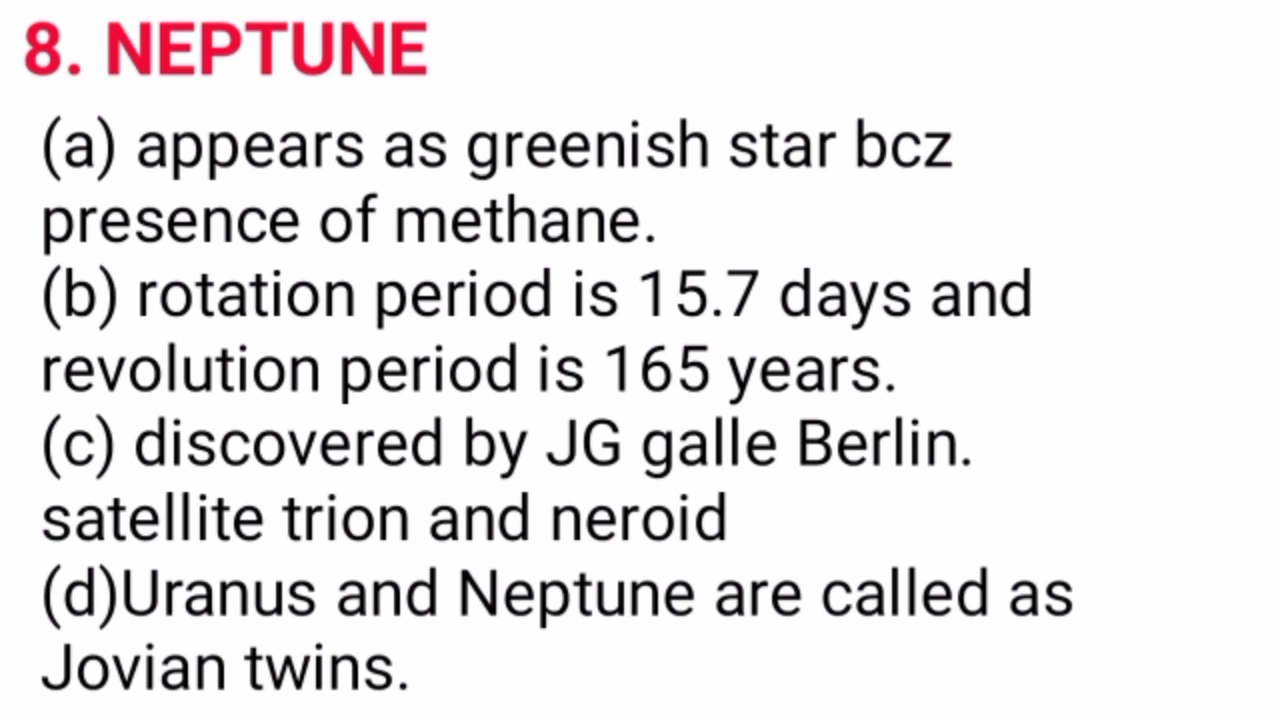 8. NEPTUNE
(a) appears as greenish star bcz
presence of methane.
(b) rotation period is 15.7 days and
revolution period is 165 years.
(c) discovered by JG galle Berlin.
satellite trion and neroid
(d)Uranus and Neptune are called as
Jovian twins.